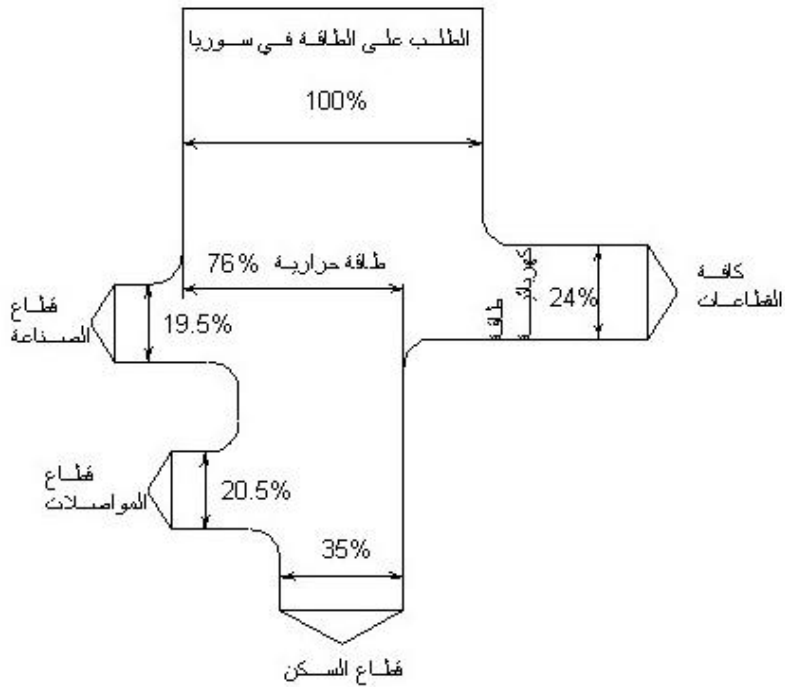 الطلب على الطاقة في سوريا
100%
76% طاقة حرارية
كافة
القطاعات
24%
طاقة
كهربائية
قطاع
الصناعة
19.5%
قطاع
المواصلات
20.5%
35%
قطاع السكن